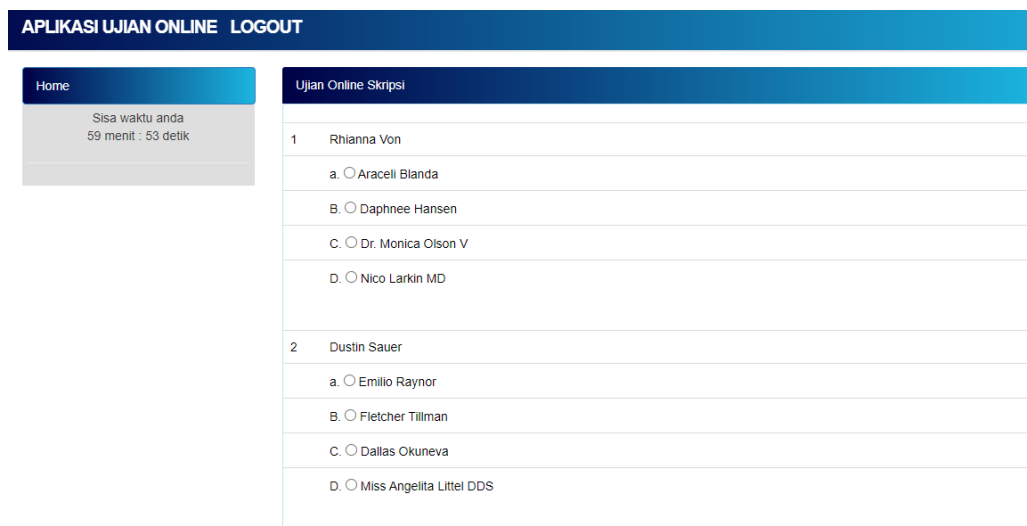 APLIKASI UJIAN ONLINE LOGOUT
Home
Sisa waktu anda
59 menit : 53 detik
Ujian Online Skripsi
1 Rhianna Von
a. Araceli Blanda
B. Daphnee Hansen
C. Dr. Monica Olson V
D. Nico Larkin MD
2 Dustin Sauer
a. Emilio Raynor
B. Fletcher Tillman
C. Dallas Okuneva
D. Miss Angelita Littel DDS